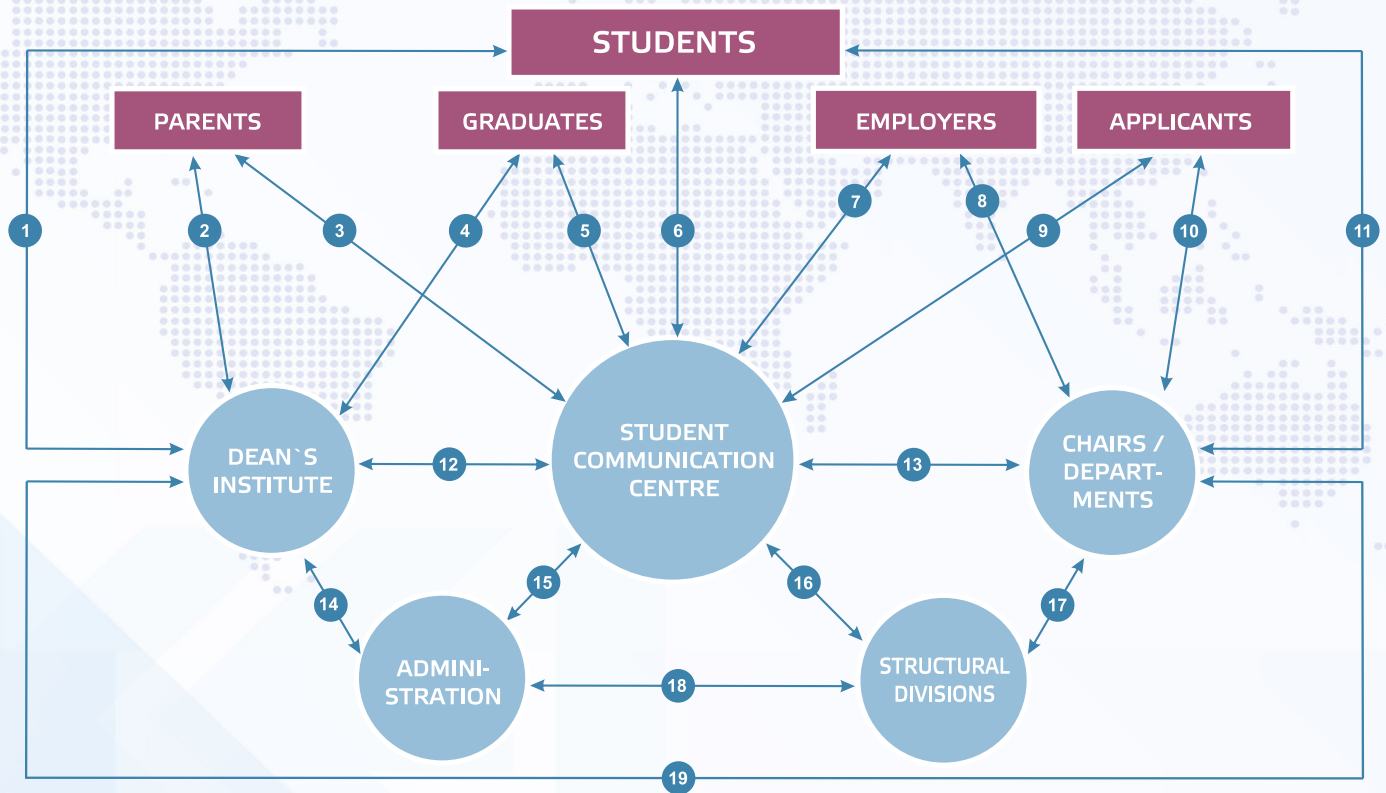 STUDENTS
PARENTS
GRADUATES
EMPLOYERS
APPLICANTS
1
2
3
4
5
6
7
8
9
10
11
DEAN`S
INSTITUTE
12
STUDENT
COMMUNICATION
CENTRE
13
CHAIRS /
DEPART-
MENTS
14
15
16
17
ADMINI-
STRATION
18
STRUCTURAL
DIVISIONS
19